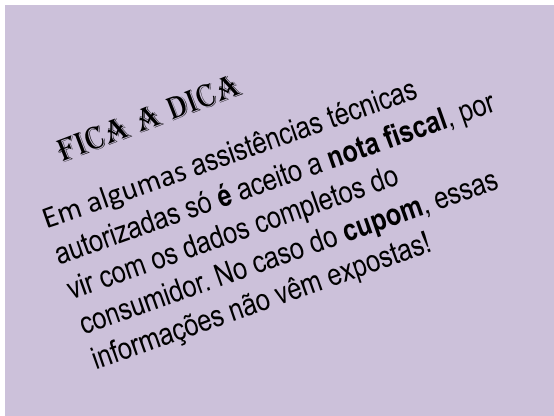 FICA A DICA
Em algumas assistências técnicas
autorizadas só é aceito a nota fiscal, por
vir com os dados completos do
consumidor. No caso do cupom, essas
informações não vêm expostas!